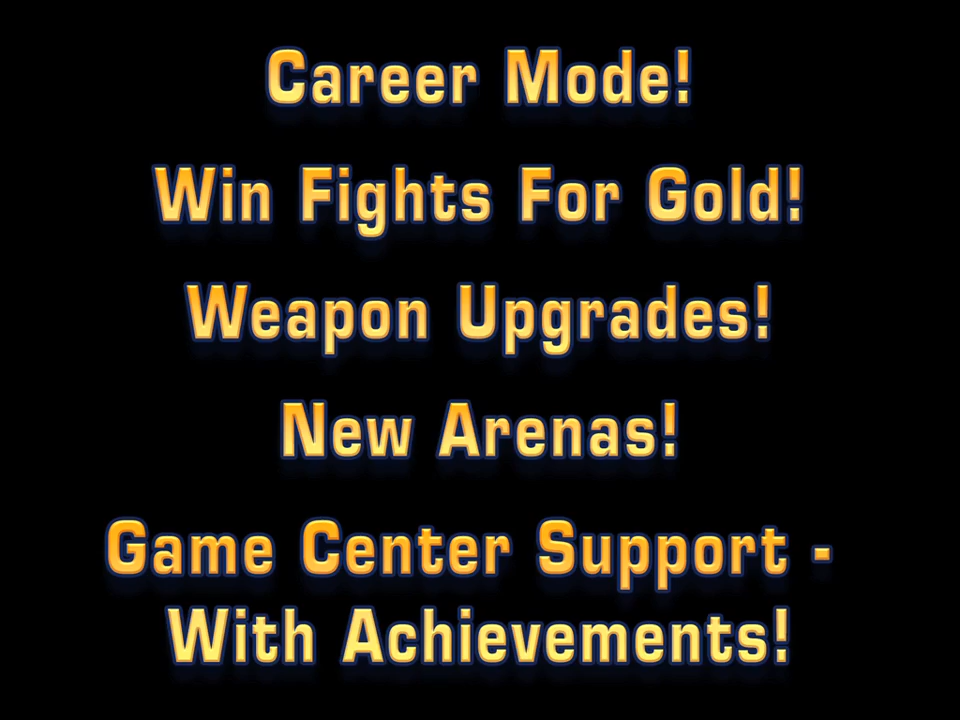 Career Mode!
Win Fights For Gold!
Weapon Upgrades!
New Arenas!
Game Center Support -
With Achievements!